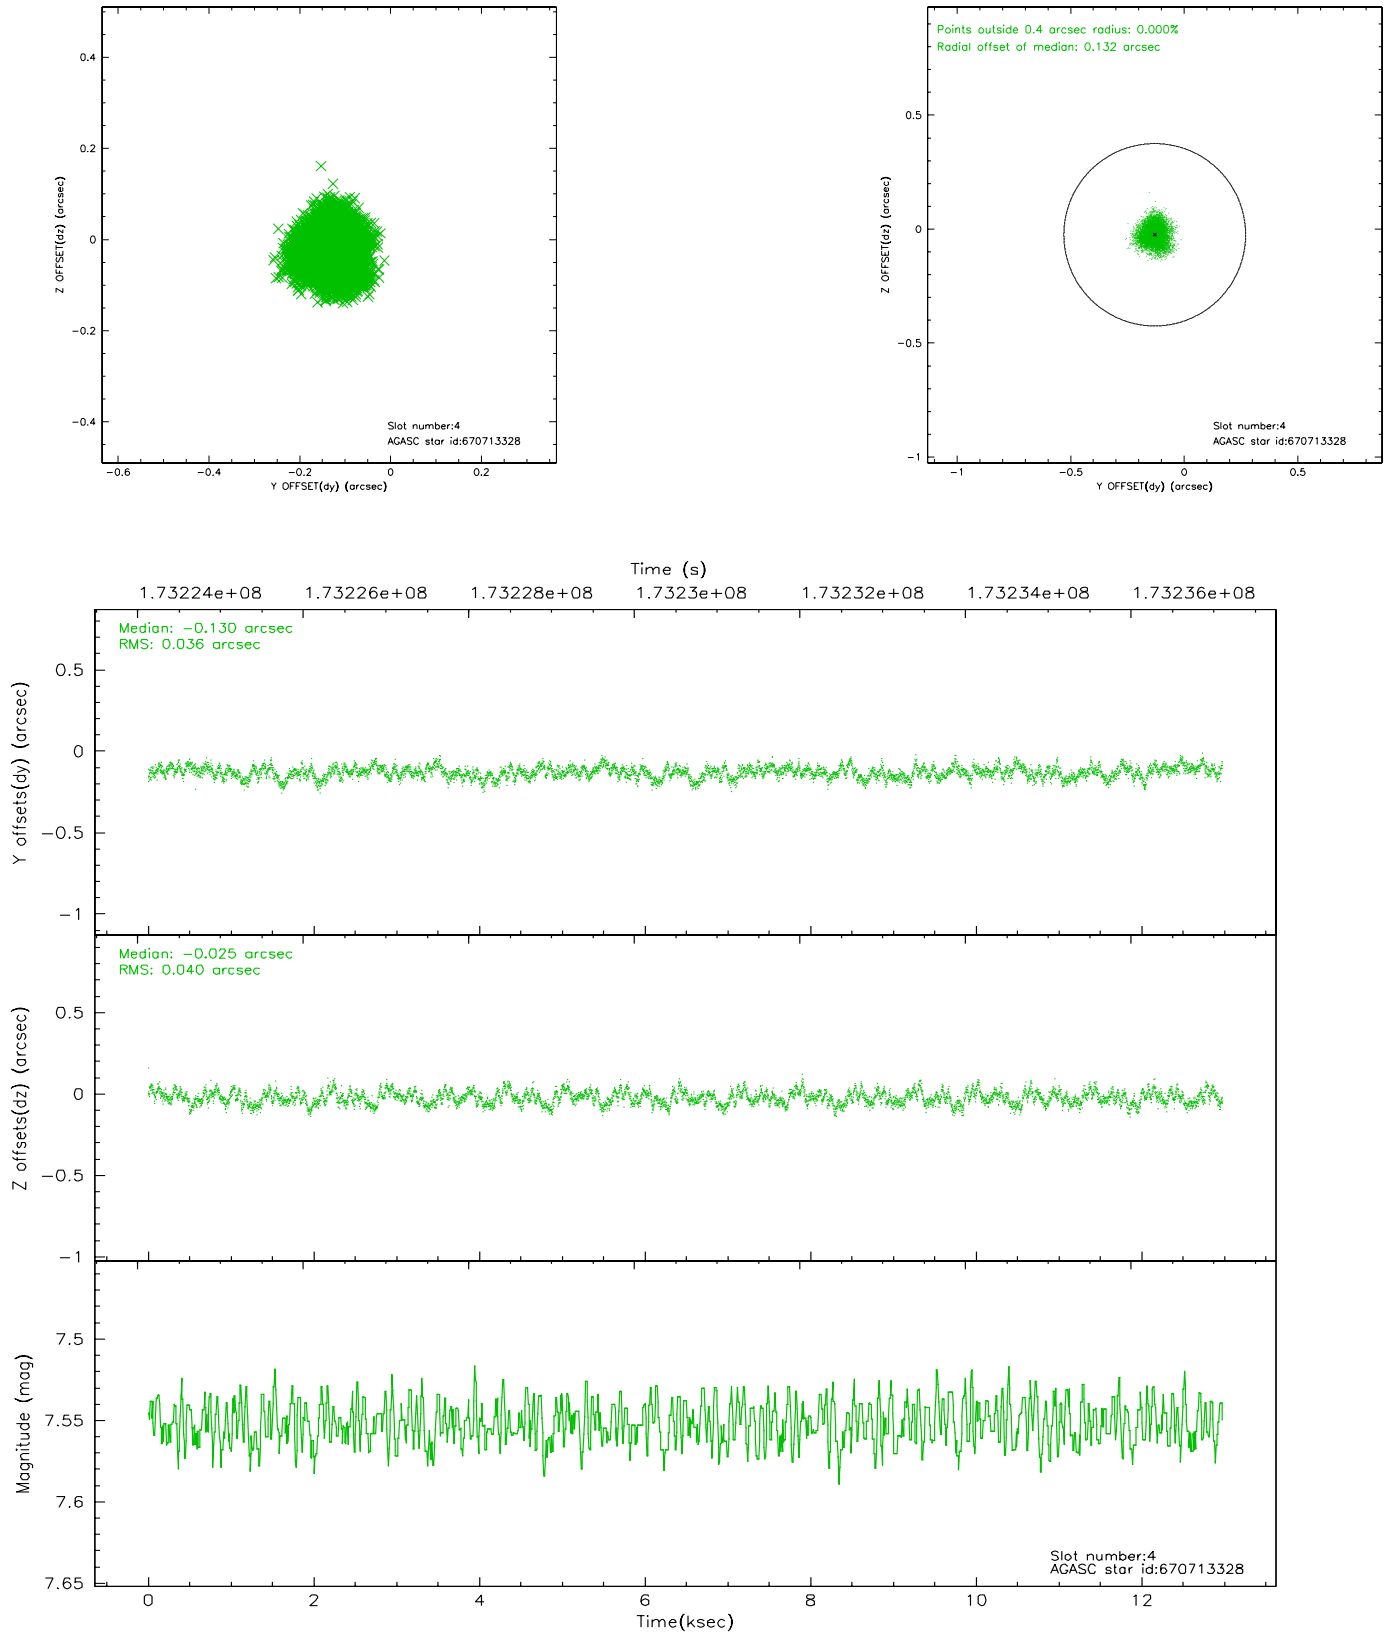 0.4
0.2
0
−0.2
−0.4
Z OFFSET(dz) (arcsec)
−0.6
−0.4
−0.2
0
0.2
Y OFFSET(dy) (arcsec)
Slot number:4
AGASC star id:670713328
Points outside 0.4 arcsec radius: 0.000%
Radial offset of median: 0.132 arcsec
0.5
0
−0.5
−1
Z OFFSET(dz) (arcsec)
−1
−0.5
0
0.5
Y OFFSET(dy) (arcsec)
Slot number:4
AGASC star id:670713328
Time (s)
1.73224e+08
1.73226e+08
1.73228e+08
1.7323e+08
1.73232e+08
1.73234e+08
1.73236e+08
Median: −0.130 arcsec
RMS: 0.036 arcsec
0.5
0
−0.5
−1
Y offsets(dy) (arcsec)
Median: −0.025 arcsec
RMS: 0.040 arcsec
0.5
0
−0.5
−1
Z offsets(dz) (arcsec)
7.5
7.55
7.6
7.65
Magnitude (mag)
Slot number:4
AGASC star id:670713328
0
2
4
6
8
10
12
Time(ksec)